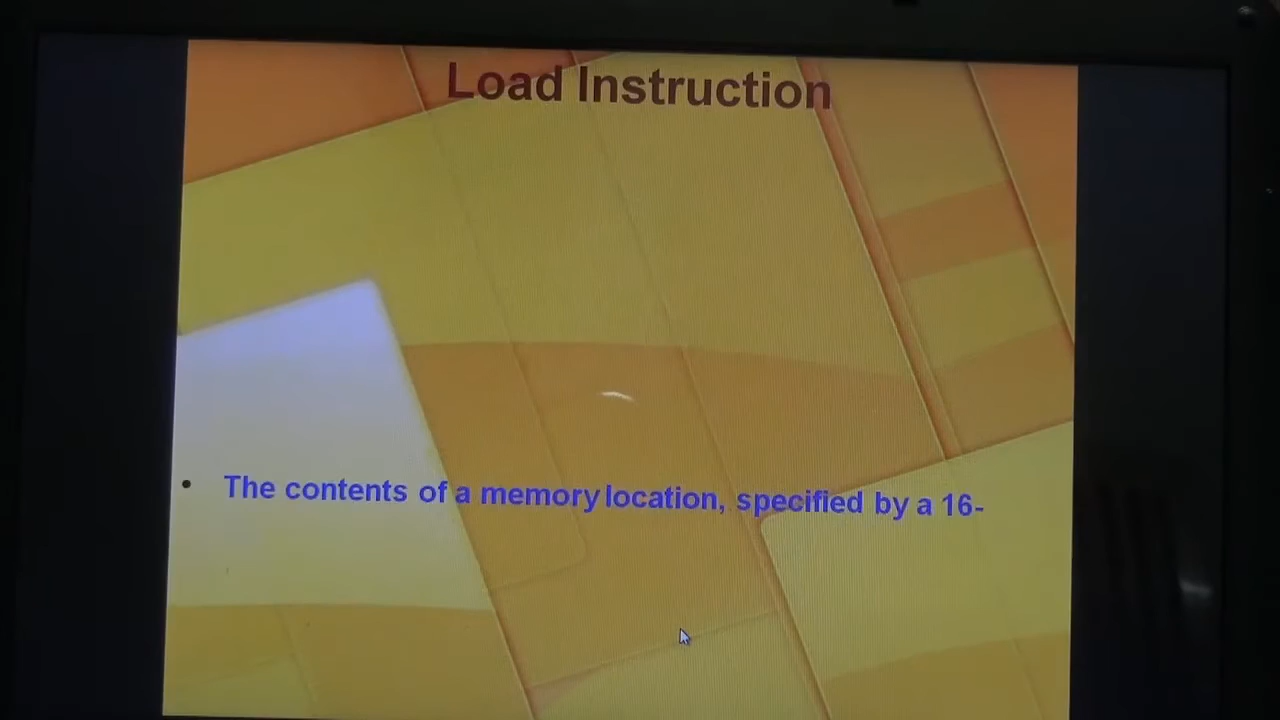 Load Instruction
• The contents of a memory location, specified by a 16-